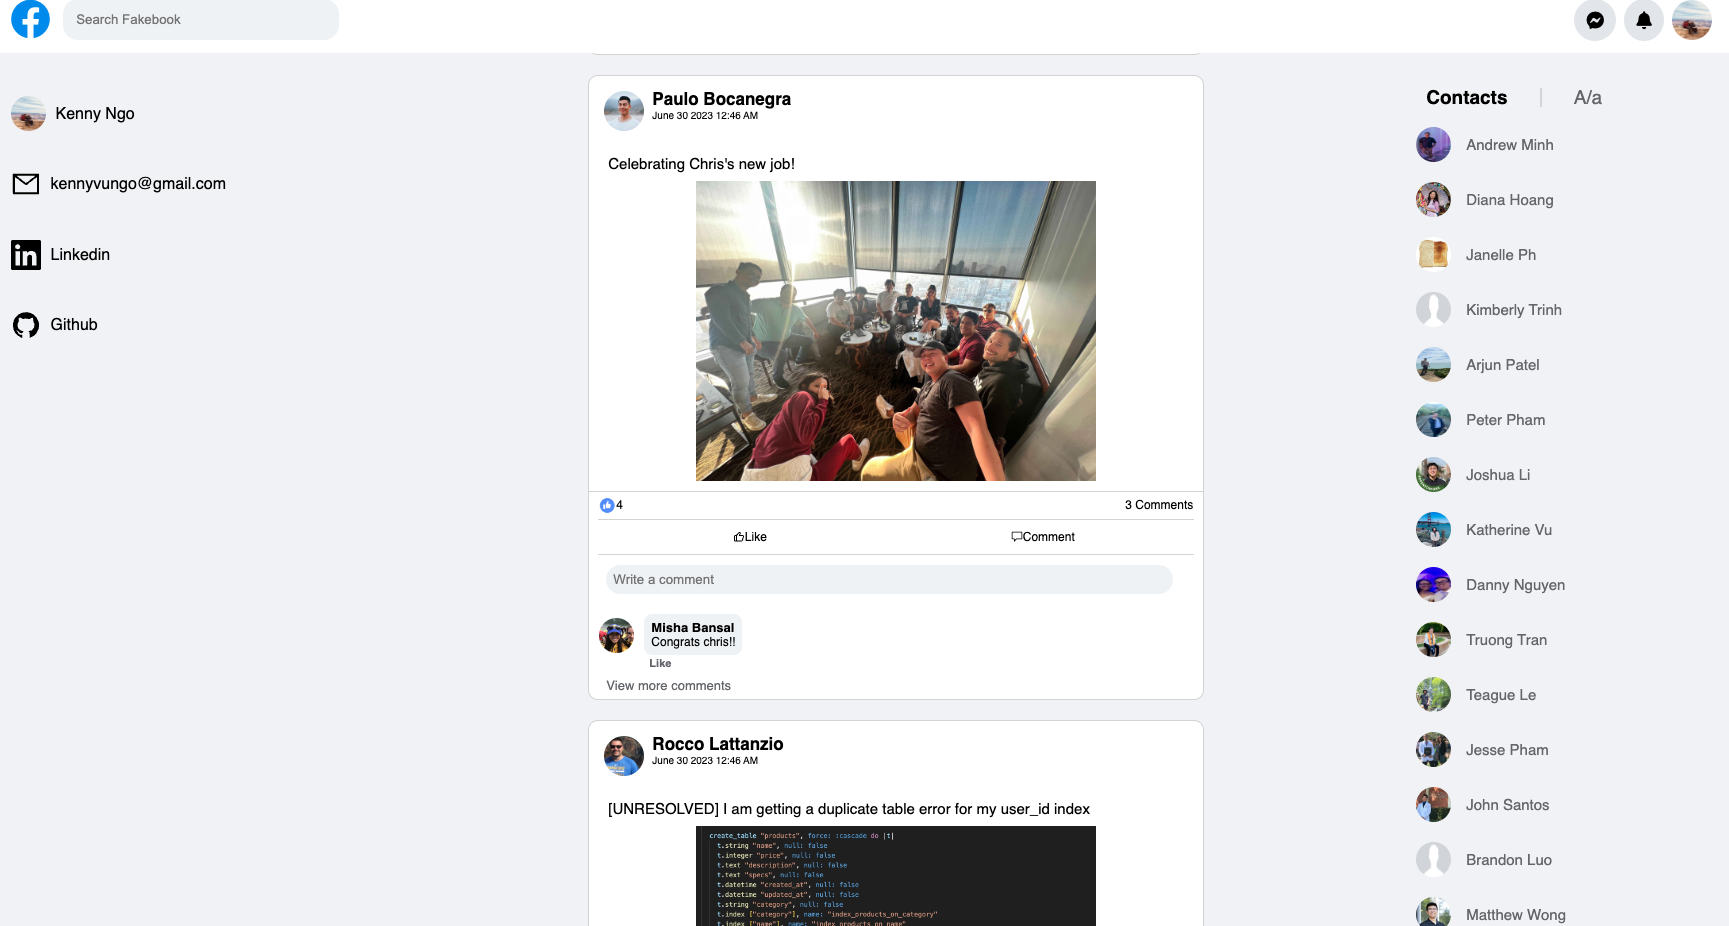 Search Fakebook
Kenny Ngo
kennyvungo@gmail.com
Linkedin
Github
Paulo Bocanegra
June 30 2023 12:46 AM
Celebrating Chris's new job!
4
3 Comments
Like
Comment
Write a comment
Misha Bansal
Congrats chris!!
Like
View more comments
Rocco Lattanzio
June 30 2023 12:46 AM
[UNRESOLVED] I am getting a duplicate table error for my user_id index
create_table "products", force: :cascade do |t|
t.string "name", null: false
t.integer "price", null: false
t.text "description", null: false
t.text "specs", null: false
t.datetime "created_at", null: false
t.datetime "updated_at", null: false
t.string "category", null: false
t.index ["category"], name: "index_products_on_category"
t.index ["name"], name: "index_products_on_name"
Contacts
A/a
Andrew Minh
Diana Hoang
Janelle Ph
Kimberly Trinh
Arjun Patel
Peter Pham
Joshua Li
Katherine Vu
Danny Nguyen
Truong Tran
Teague Le
Jesse Pham
John Santos
Brandon Luo
Matthew Wong